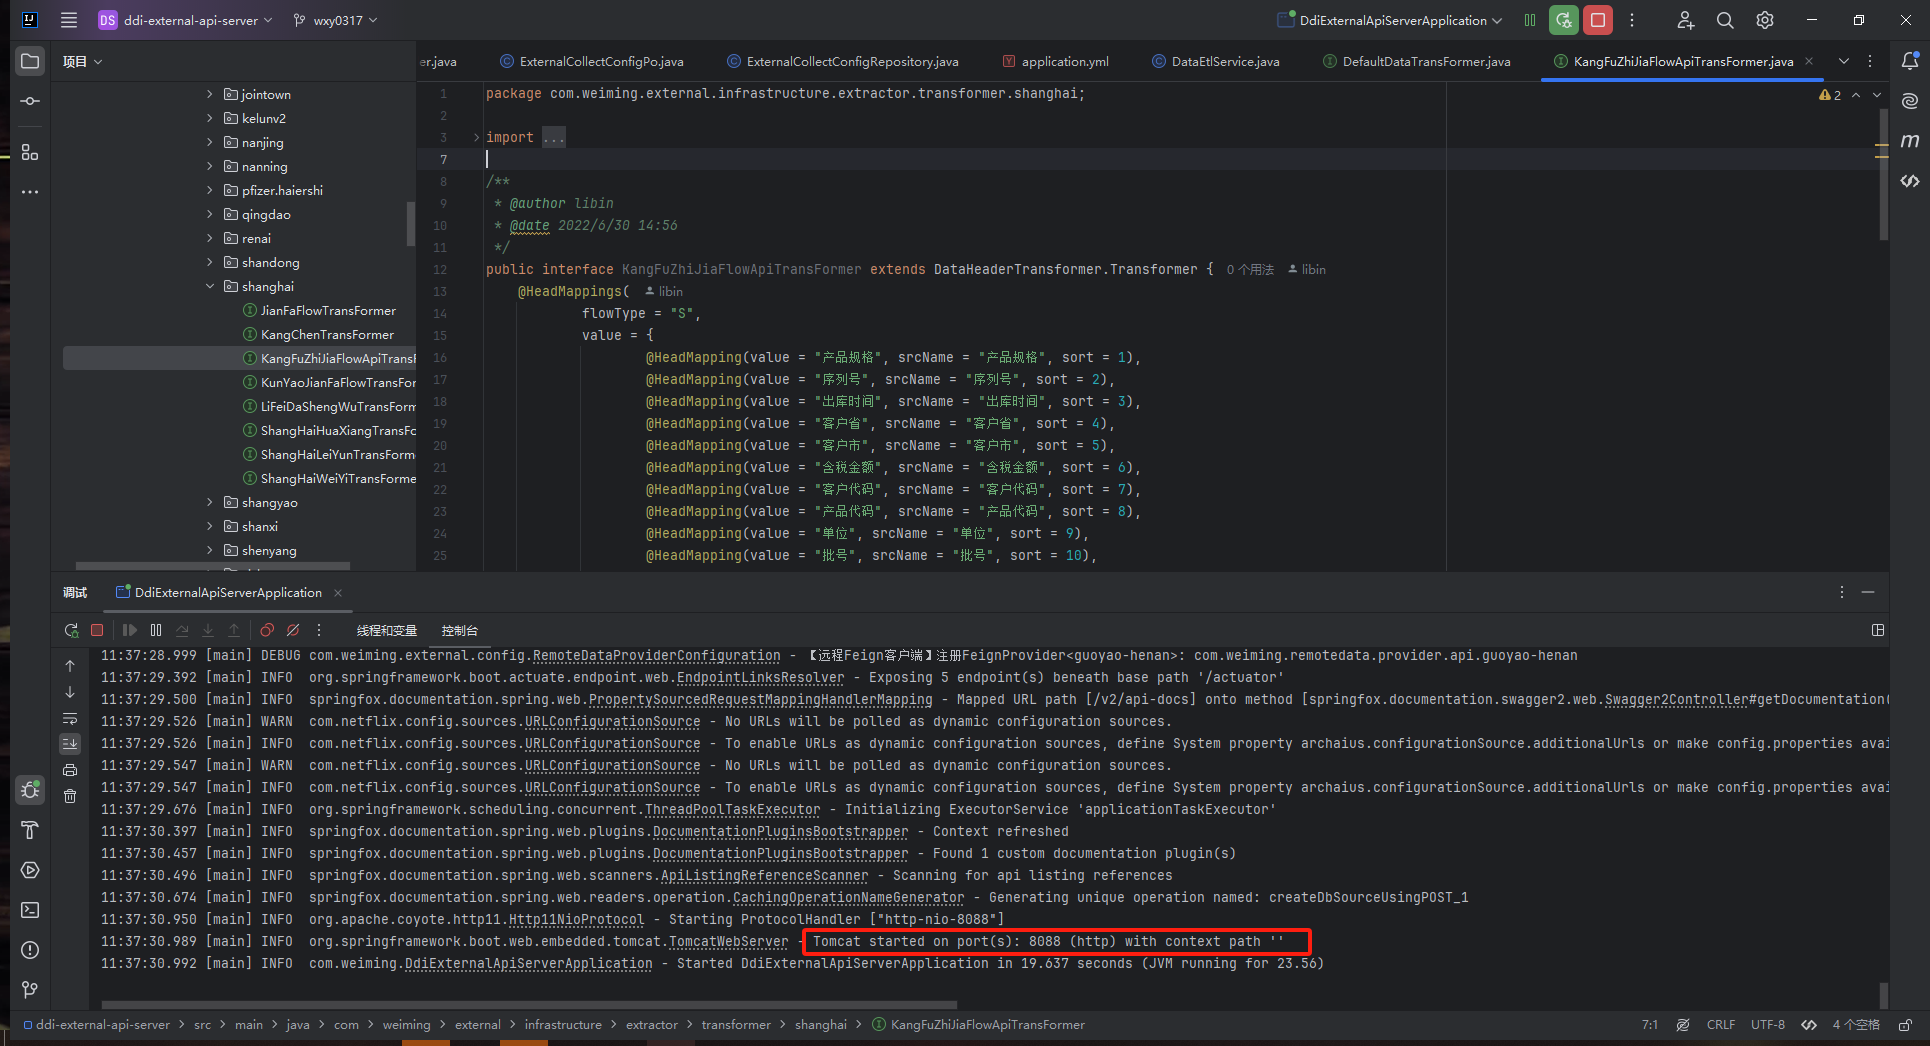 DS ddi-external-api-server wxy0317 DdiExternalApiServerApplication
项目
er.java ExternalCollectConfigPo.java ExternalCollectConfigRepository.java application.yml DataEtlService.java DefaultDataTransFormer.java KangFuZhiJiaFlowApiTransFormer.java
jointown
kelunv2
nanjing
nanning
pfizer.haiershi
qingdao
renai
shandong
shanghai
JianFaFlowTransFormer
KangChenTransFormer
KangFuZhiJiaFlowApiTransF
KunYaoJianFaFlowTransFor
LiFeiDaShengWuTransForm
ShangHaiHuaXiangTransFo
ShangHaiLeiYunTransForm
ShangHaiWeiYiTransForme
shangyao
shanxi
shenyang
2
1 package com.weiming.external.infrastructure.extractor.transformer.shanghai;
2
3 import ...
7
8 /**
9 * @author libin
10 * @date 2022/6/30 14:56
11 */
12 public interface KangFuZhiJiaFlowApiTransFormer extends DataHeaderTransformer.Transformer { 0 个用法 libin
13 @HeadMappings( libin
14 flowType = "S",
15 value = {
16 @HeadMapping(value = "产品规格", srcName = "产品规格", sort = 1),
17 @HeadMapping(value = "序列号", srcName = "序列号", sort = 2),
18 @HeadMapping(value = "出库时间", srcName = "出库时间", sort = 3),
19 @HeadMapping(value = "客户省", srcName = "客户省", sort = 4),
20 @HeadMapping(value = "客户市", srcName = "客户市", sort = 5),
21 @HeadMapping(value = "含税金额", srcName = "含税金额", sort = 6),
22 @HeadMapping(value = "客户代码", srcName = "客户代码", sort = 7),
23 @HeadMapping(value = "产品代码", srcName = "产品代码", sort = 8),
24 @HeadMapping(value = "单位", srcName = "单位", sort = 9),
25 @HeadMapping(value = "批号", srcName = "批号", sort = 10),
调试 DdiExternalApiServerApplication
线程和变量 控制台
11:37:28.999 [main] DEBUG com.weiming.external.config.RemoteDataProviderConfiguration - 【远程Feign客户端】注册FeignProvider<guoyao-henan>: com.weiming.remotedata.provider.api.guoyao-henan
11:37:29.392 [main] INFO org.springframework.boot.actuate.endpoint.web.EndpointLinksResolver - Exposing 5 endpoint(s) beneath base path '/actuator'
11:37:29.500 [main] INFO springfox.documentation.spring.web.PropertySourcedRequestMappingHandlerMapping - Mapped URL path [/v2/api-docs] onto method [springfox.documentation.swagger2.web.Swagger2Controller#getDocumentation(
11:37:29.526 [main] WARN com.netflix.config.sources.URLConfigurationSource - No URLs will be polled as dynamic configuration sources.
11:37:29.526 [main] INFO com.netflix.config.sources.URLConfigurationSource - To enable URLs as dynamic configuration sources, define System property archaius.configurationSource.additionalUrls or make config.properties avai
11:37:29.547 [main] WARN com.netflix.config.sources.URLConfigurationSource - No URLs will be polled as dynamic configuration sources.
11:37:29.547 [main] INFO com.netflix.config.sources.URLConfigurationSource - To enable URLs as dynamic configuration sources, define System property archaius.configurationSource.additionalUrls or make config.properties avai
11:37:29.676 [main] INFO org.springframework.scheduling.concurrent.ThreadPoolTaskExecutor - Initializing ExecutorService 'applicationTaskExecutor'
11:37:30.397 [main] INFO springfox.documentation.spring.web.plugins.DocumentationPluginsBootstrapper - Context refreshed
11:37:30.457 [main] INFO springfox.documentation.spring.web.plugins.DocumentationPluginsBootstrapper - Found 1 custom documentation plugin(s)
11:37:30.496 [main] INFO springfox.documentation.spring.web.scanners.ApiListingReferenceScanner - Scanning for api listing references
11:37:30.674 [main] INFO springfox.documentation.spring.web.readers.operation.CachingOperationNameGenerator - Generating unique operation named: createDbSourceUsingPOST_1
11:37:30.950 [main] INFO org.apache.coyote.http11.Http11NioProtocol - Starting ProtocolHandler ["http-nio-8088"]
11:37:30.989 [main] INFO org.springframework.boot.web.embedded.tomcat.TomcatWebServer - Tomcat started on port(s): 8088 (http) with context path ''
11:37:30.992 [main] INFO com.weiming.DdiExternalApiServerApplication - Started DdiExternalApiServerApplication in 19.637 seconds (JVM running for 23.56)
ddi-external-api-server > src > main > java > com > weiming > external > infrastructure > extractor > transformer > shanghai > KangFuZhiJiaFlowApiTransFormer 7:1 CRLF UTF-8 4 个空格